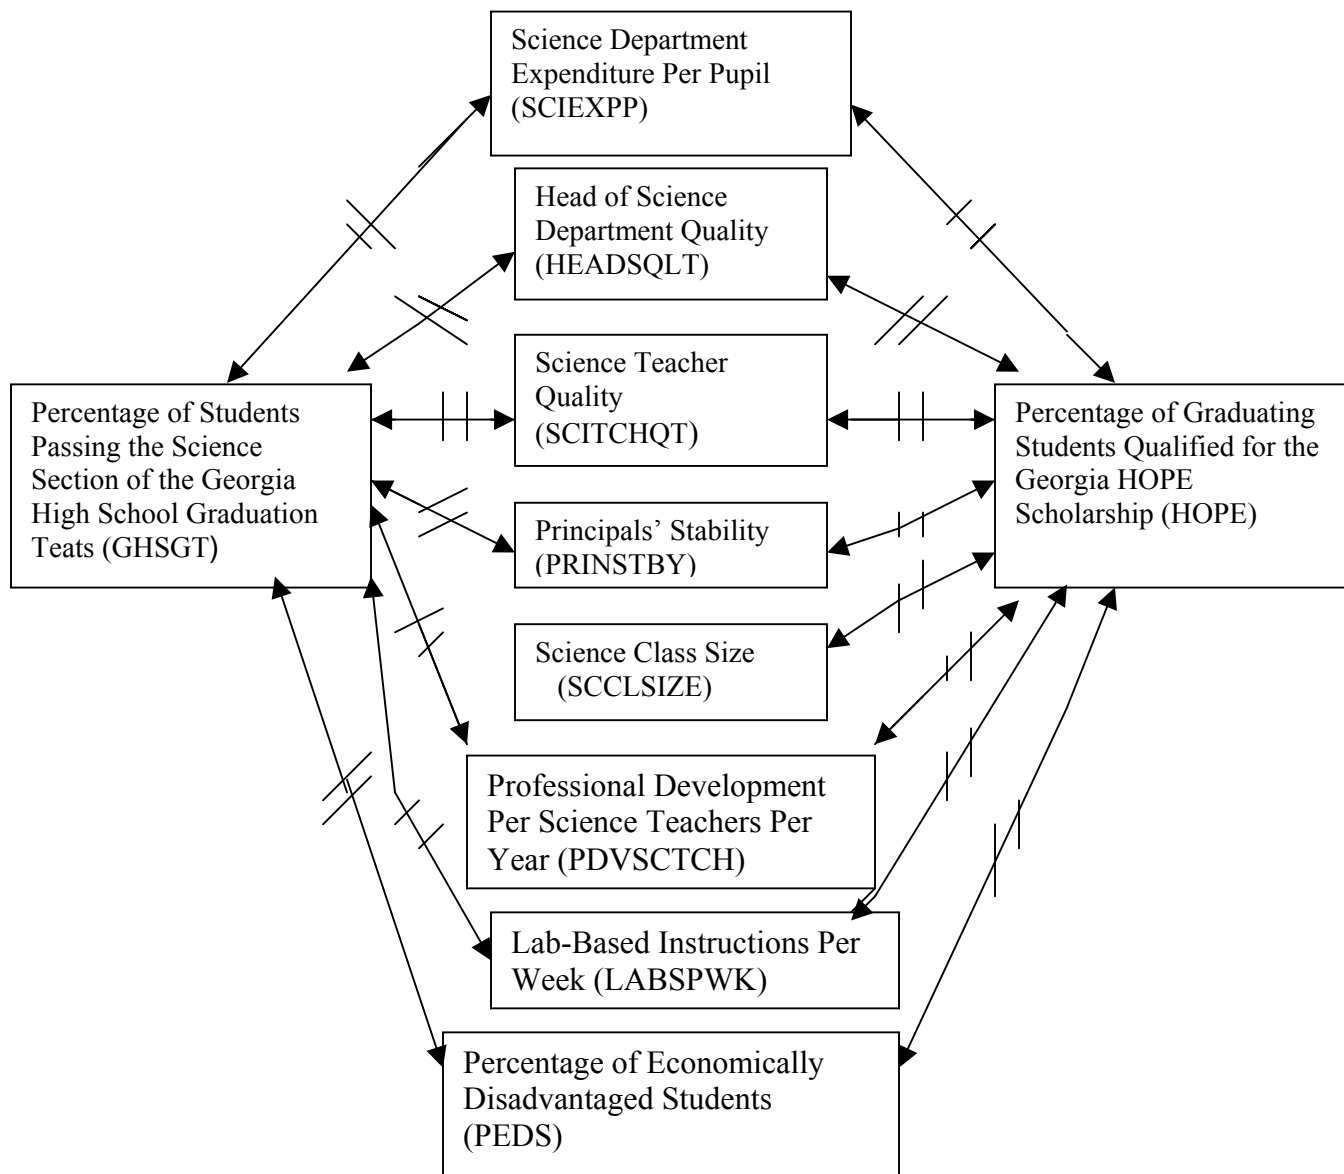 Science Department
Expenditure Per Pupil
(SCIEXPP)
Head of Science
Department Quality
(HEADSQLT)
Science Teacher
Quality
(SCITCHQT)
Percentage of Students
Passing the Science
Section of the Georgia
High School Graduation
Teats (GHSGT)
Percentage of Graduating
Students Qualified for the
Georgia HOPE
Scholarship (HOPE)
Principals’ Stability
(PRINSTBY)
Science Class Size
(SCCLSIZE)
Professional Development
Per Science Teachers Per
Year (PDVSCTCH)
Lab-Based Instructions Per
Week (LABSPWK)
Percentage of Economically
Disadvantaged Students
(PEDS)